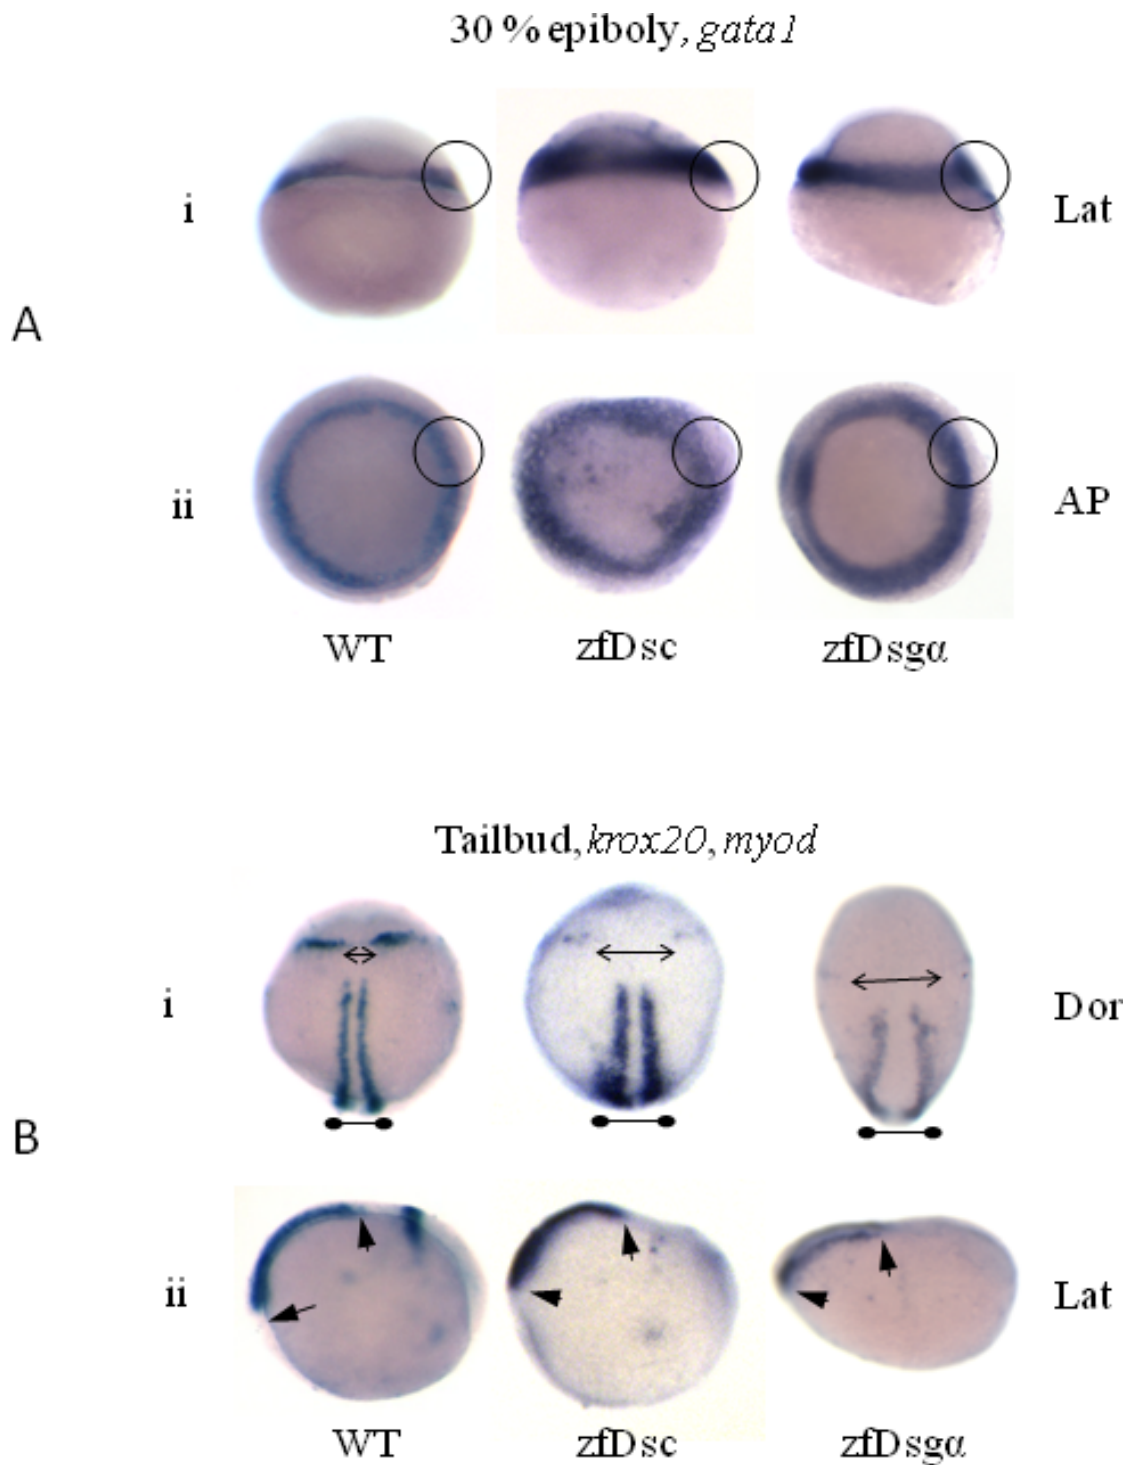 30 % epiboly, gata1
i
Lat
A
ii
AP
WT zfDsc zfDsgα
Tailbud, krox20, myod
i
Dor
B
ii
Lat
WT zfDsc zfDsgα